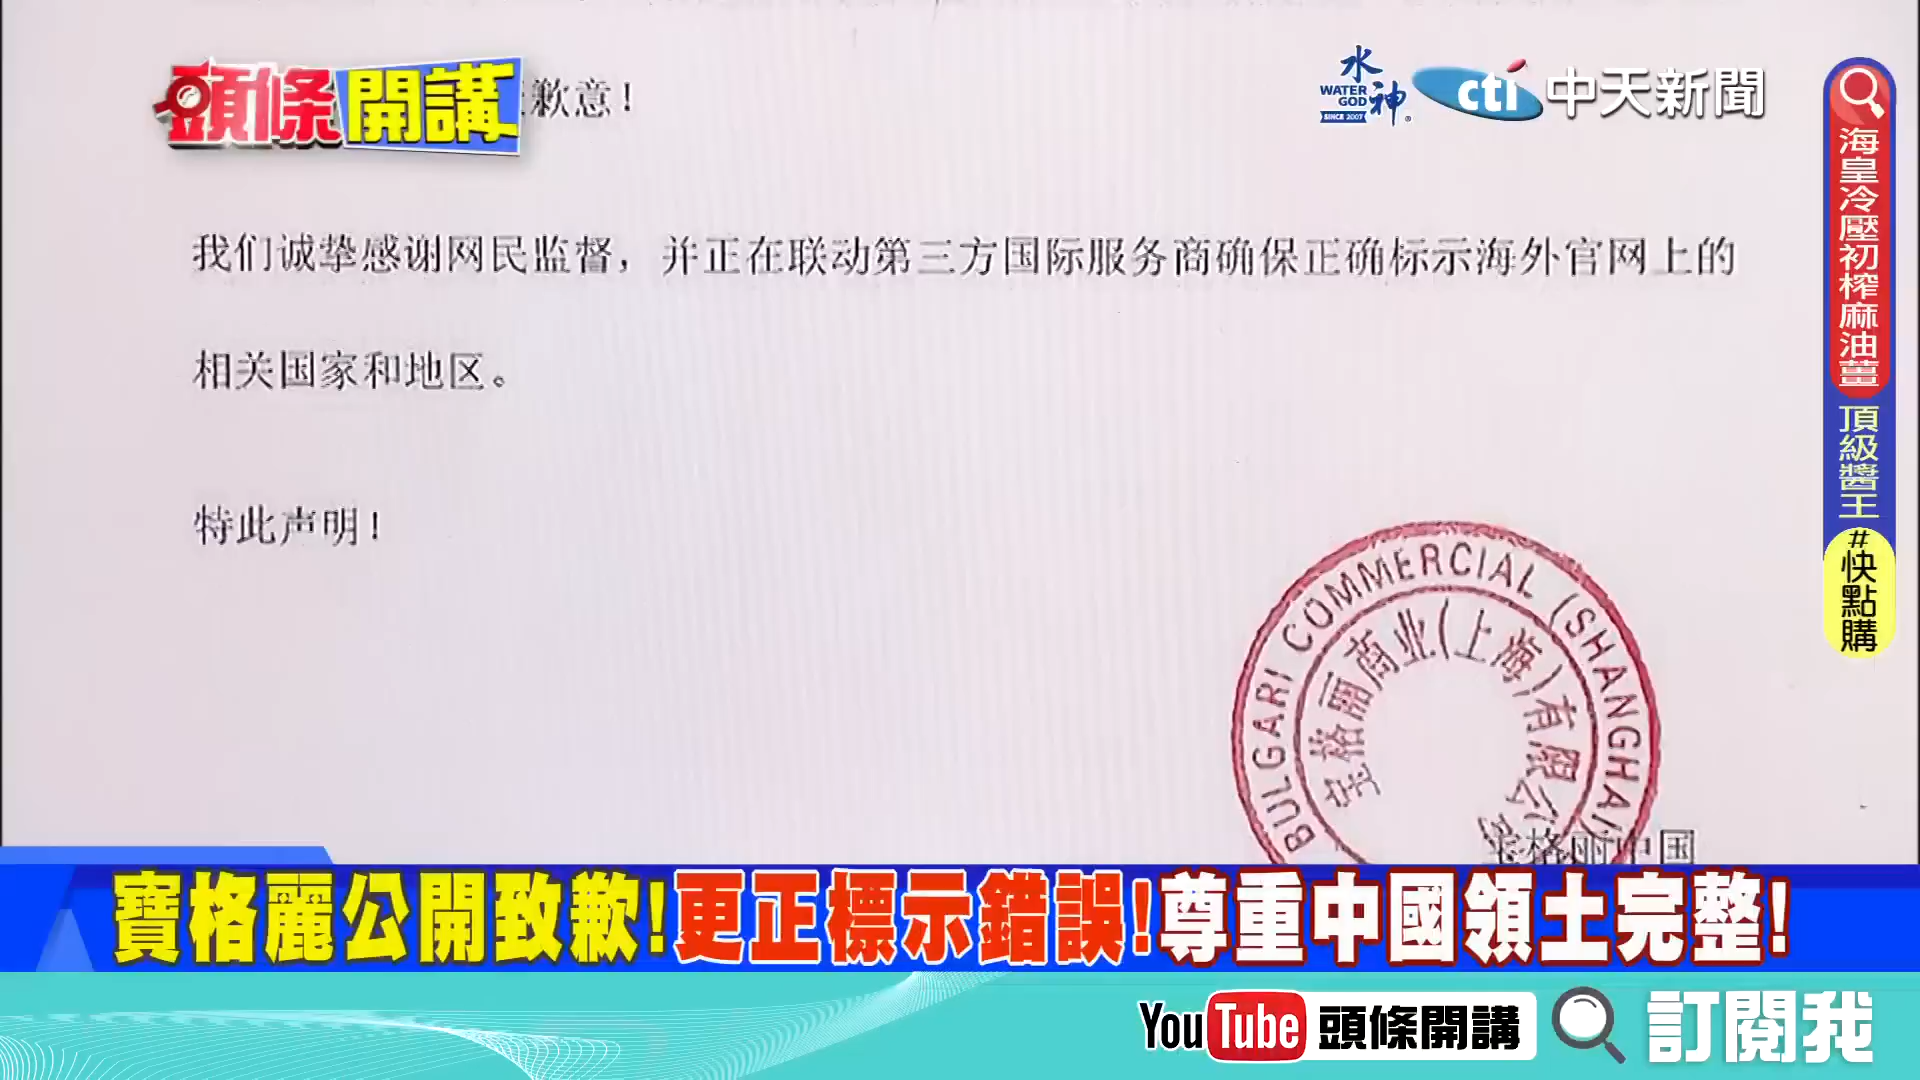 頭條開講
歉意！
水神
WATER GOD
SINCE 2007
cti 中天新聞
海皇冷壓初榨麻油薑 頂級醬王 #快點購
我们诚挚感谢网民监督，并正在联动第三方国际服务商确保正确标示海外官网上的
相关国家和地区。
特此声明！
BULGARI COMMERCIAL (SHANGHAI)
宝格丽商业(上海)有限公
宝格丽中国
寶格麗公開致歉！更正標示錯誤！尊重中國領土完整！
YouTube 頭條開講 訂閱我